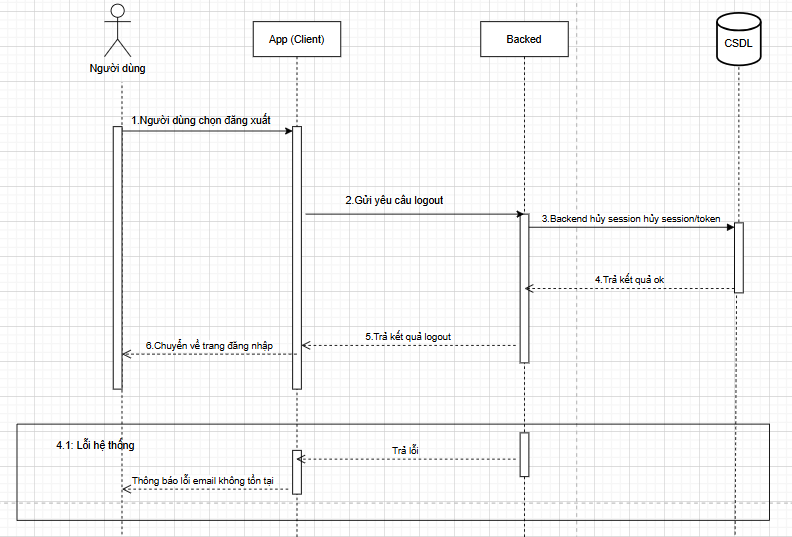 Người dùng
App (Client)
Backed
CSDL
1.Người dùng chọn đăng xuất
2.Gửi yêu cầu logout
3.Backend hủy session hủy session/token
4.Trả kết quả ok
5.Trả kết quả logout
6.Chuyển về trang đăng nhập
4.1: Lỗi hệ thống
Trả lỗi
Thông báo lỗi email không tồn tại